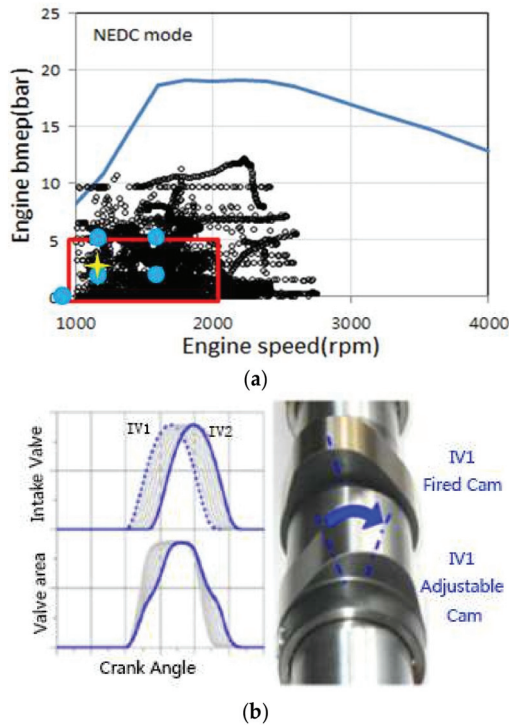 25
NEDC mode
20
15
10
5
0
1000
2000
3000
4000
Engine bmep(bar)
Engine speed(rpm)
(a)
IV1
IV2
Intake Valve
Valve area
Crank Angle
IV1
Fired Cam
IV1
Adjustable
Cam
(b)